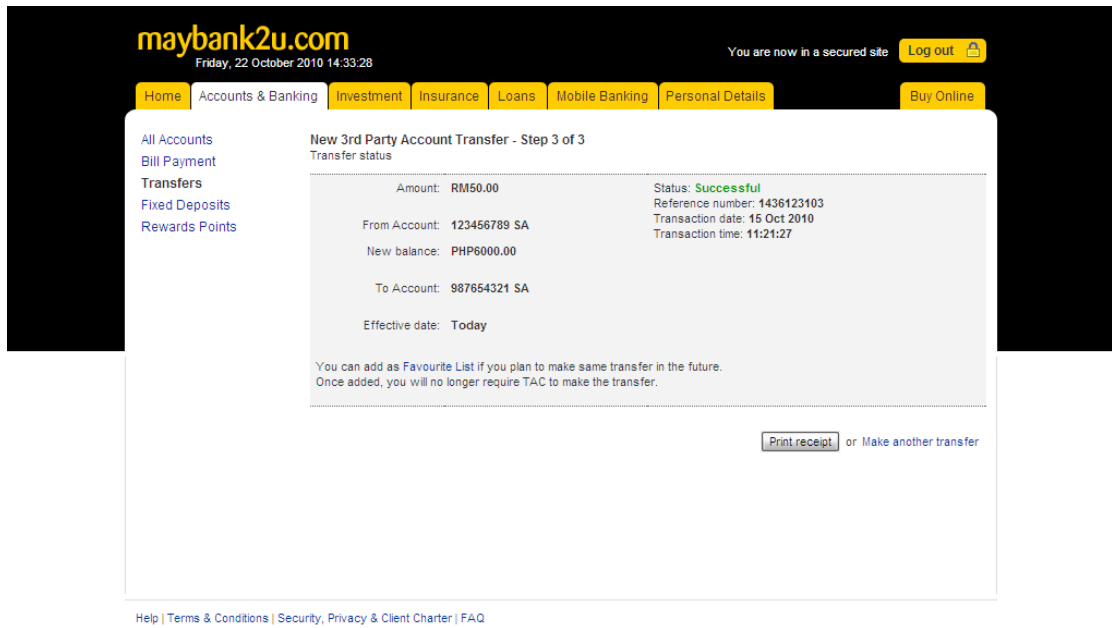 maybank2u.com
Friday, 22 October 2010 14:33:28
You are now in a secured site
Log out
Home Accounts & Banking Investment Insurance Loans Mobile Banking Personal Details Buy Online
All Accounts
Bill Payment
Transfers
Fixed Deposits
Rewards Points
New 3rd Party Account Transfer - Step 3 of 3
Transfer status
Amount: RM50.00
From Account: 123456789 SA
New balance: PHP6000.00
To Account: 987654321 SA
Effective date: Today
Status: Successful
Reference number: 1436123103
Transaction date: 15 Oct 2010
Transaction time: 11:21:27
You can add as Favourite List if you plan to make same transfer in the future.
Once added, you will no longer require TAC to make the transfer.
Print receipt or Make another transfer
Help | Terms & Conditions | Security, Privacy & Client Charter | FAQ